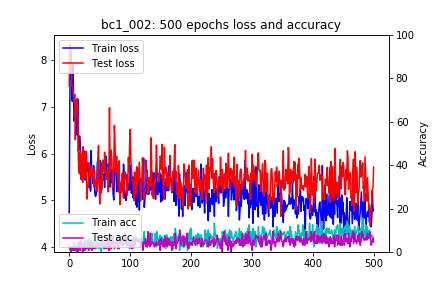 bc1_002: 500 epochs loss and accuracy
Train loss
Test loss
Train acc
Test acc
Loss
8
7
6
5
4
Accuracy
100
80
60
40
20
0
0 100 200 300 400 500